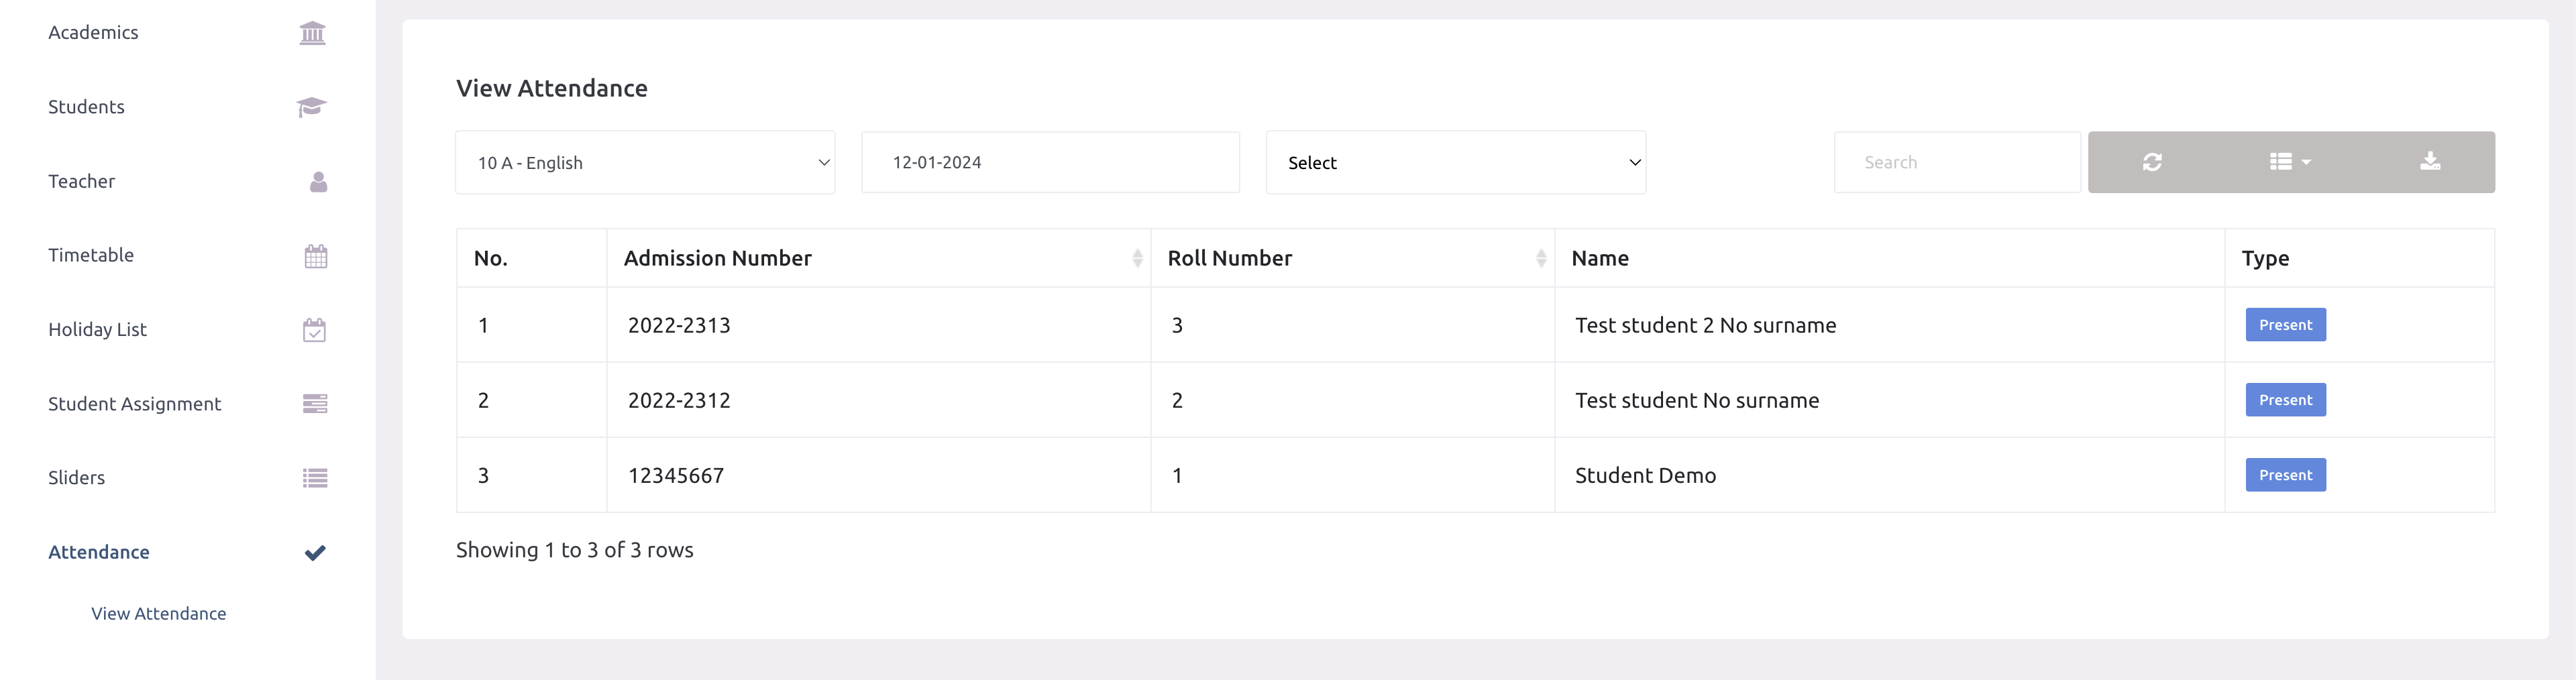 Academics
Students
Teacher
Timetable
Holiday List
Student Assignment
Sliders
Attendance
View Attendance
View Attendance
10 A - English
12-01-2024
Select
Search
No. Admission Number Roll Number Name Type
1 2022-2313 3 Test student 2 No surname Present
2 2022-2312 2 Test student No surname Present
3 12345667 1 Student Demo Present
Showing 1 to 3 of 3 rows